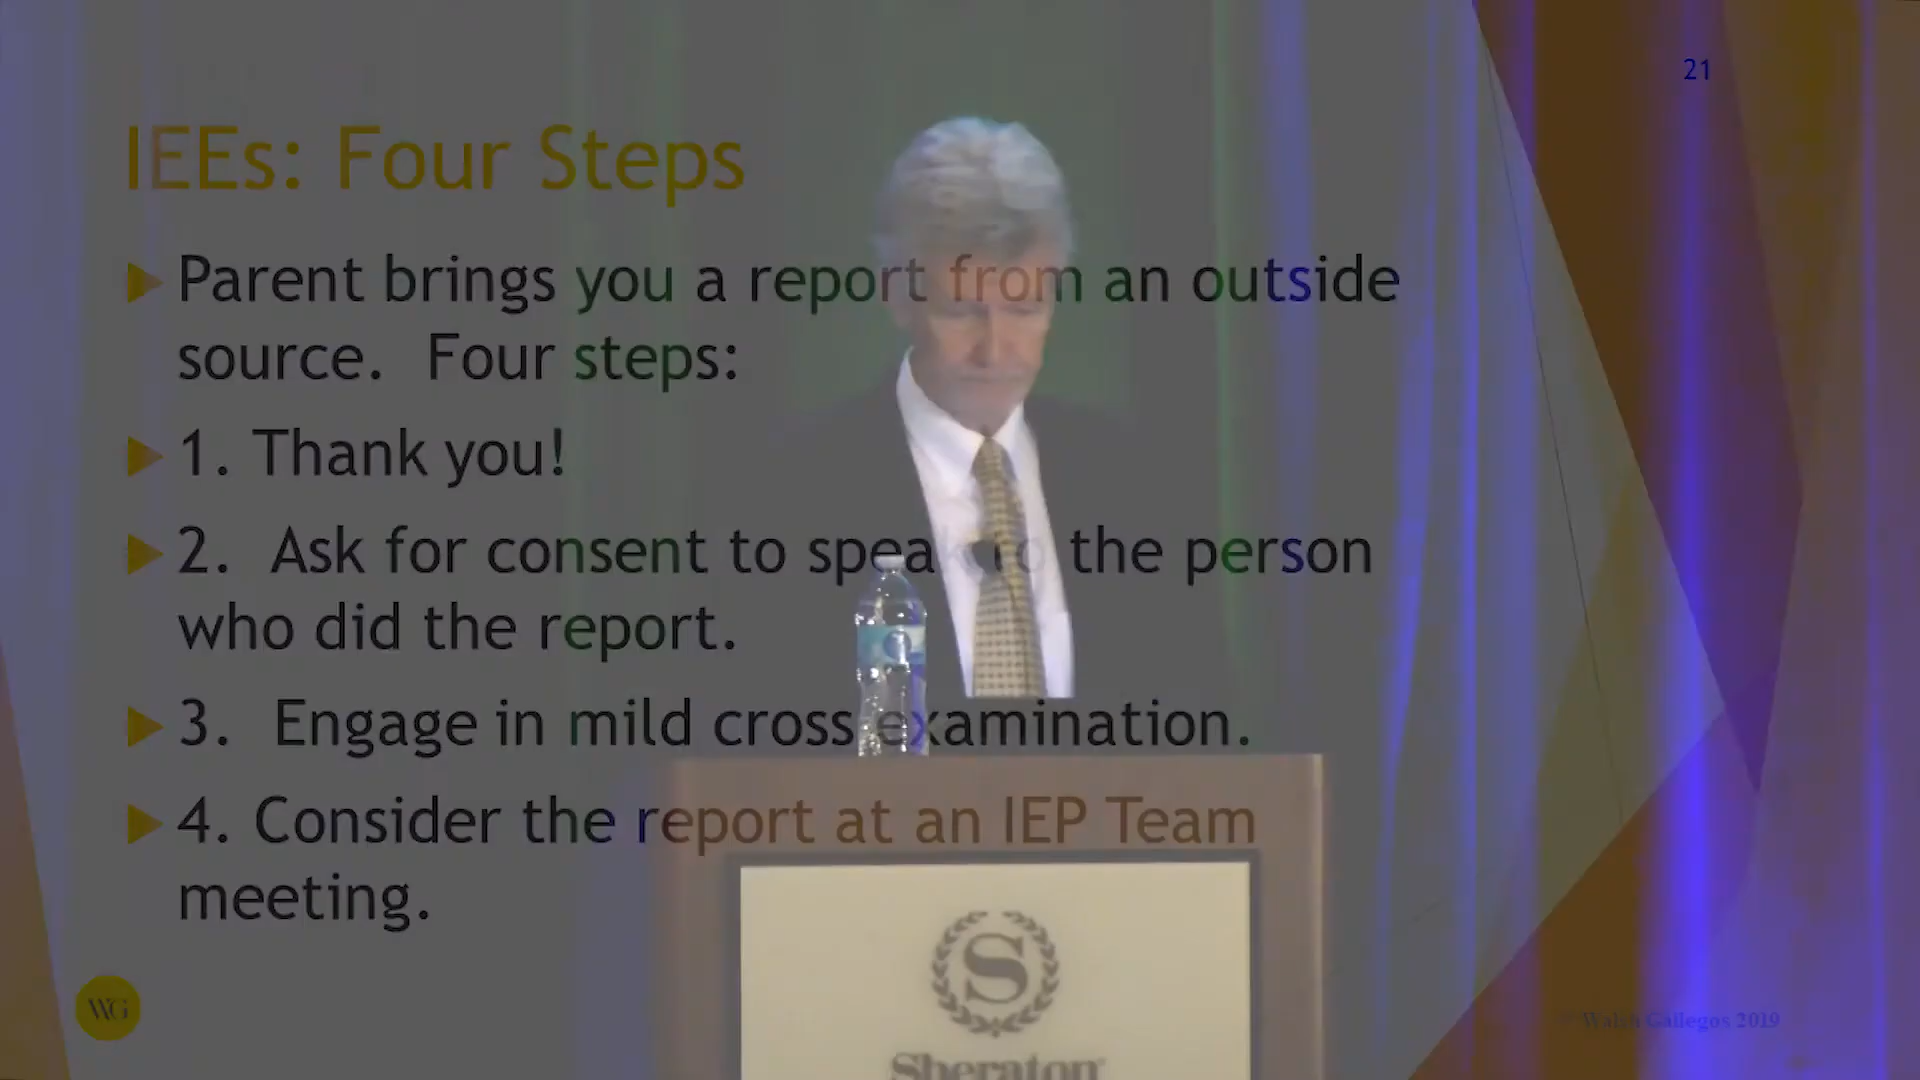 21
IEEs: Four Steps
Parent brings you a report from an outside
source. Four steps:
1. Thank you!
2. Ask for consent to speak to the person
who did the report.
3. Engage in mild cross examination.
4. Consider the report at an IEP Team
meeting.
WG
© Walsh Gallegos 2019
S
Sheraton